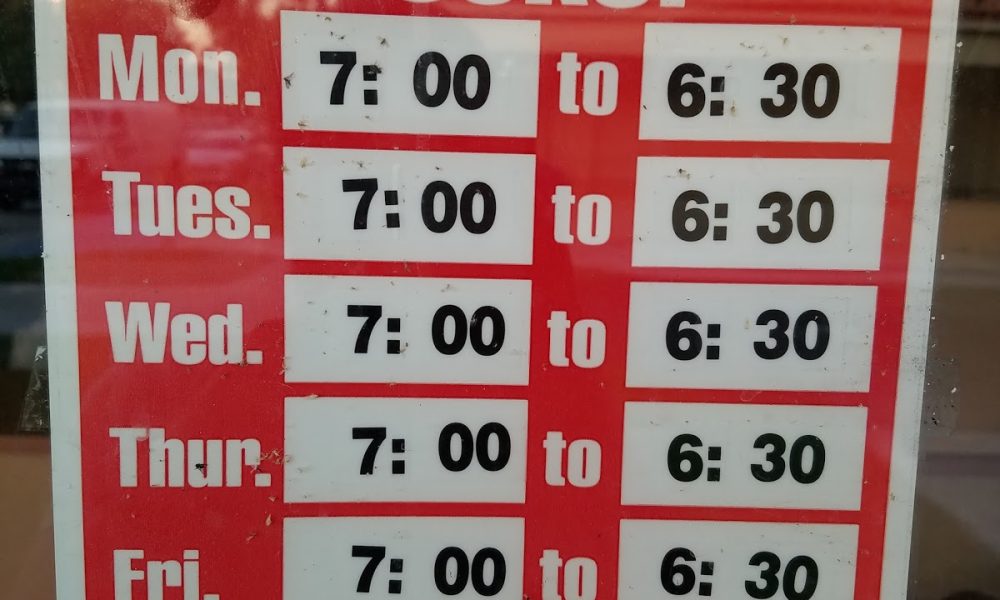 Mon. 7:00 to 6:30
Tues. 7:00 to 6:30
Wed. 7:00 to 6:30
Thur. 7:00 to 6:30
Fri. 7:00 to 6:30